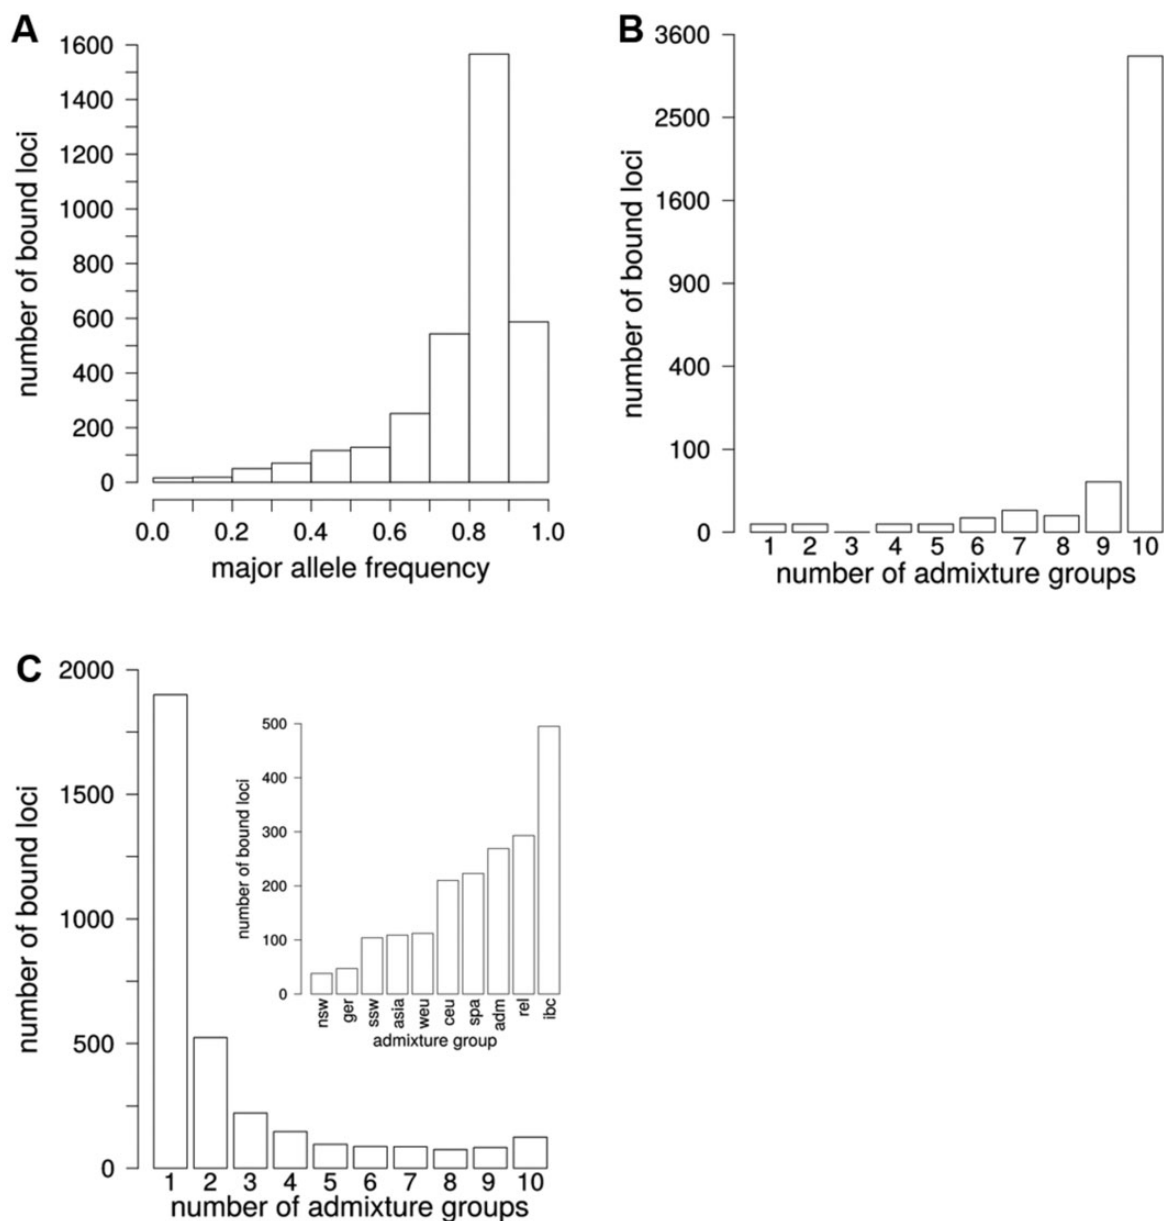 A
number of bound loci
1600
1400
1200
1000
800
600
400
200
0
0.0 0.2 0.4 0.6 0.8 1.0
major allele frequency
B
number of bound loci
3600
2500
1600
900
400
100
0
1 2 3 4 5 6 7 8 9 10
number of admixture groups
C
number of bound loci
2000
1500
1000
500
0
1 2 3 4 5 6 7 8 9 10
number of admixture groups
number of bound loci
500
400
300
200
100
0
nsw ger ssw asia weu ceu spa adm rel ibc
admixture group